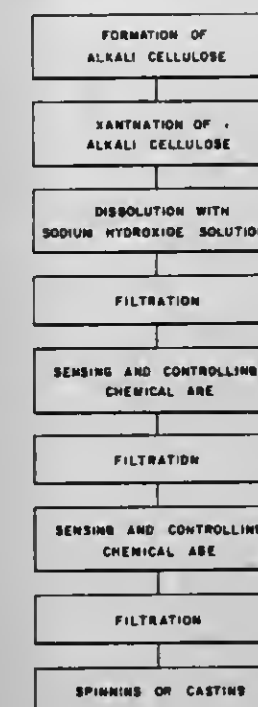 FORMATION OF
ALKALI CELLULOSE
XANTHATION OF
ALKALI CELLULOSE
DISSOLUTION WITH
SODIUM HYDROXIDE SOLUTIO
FILTRATION
SENSING AND CONTROLLING
CHEMICAL AGE
FILTRATION
SENSING AND CONTROLLING
CHEMICAL AGE
FILTRATION
SPINNING OR CASTING